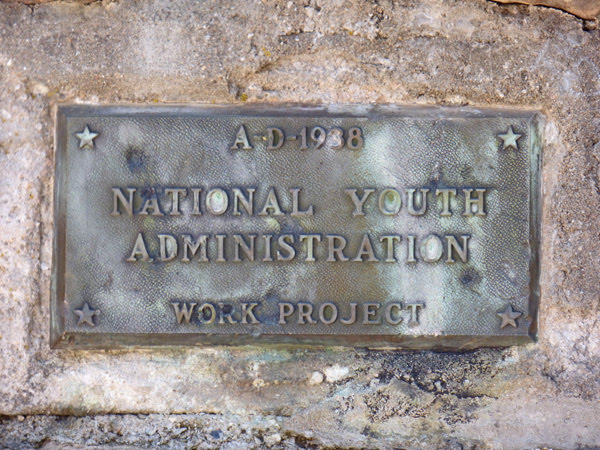 A-D-1938
NATIONAL YOUTH
ADMINISTRATION
WORK PROJECT